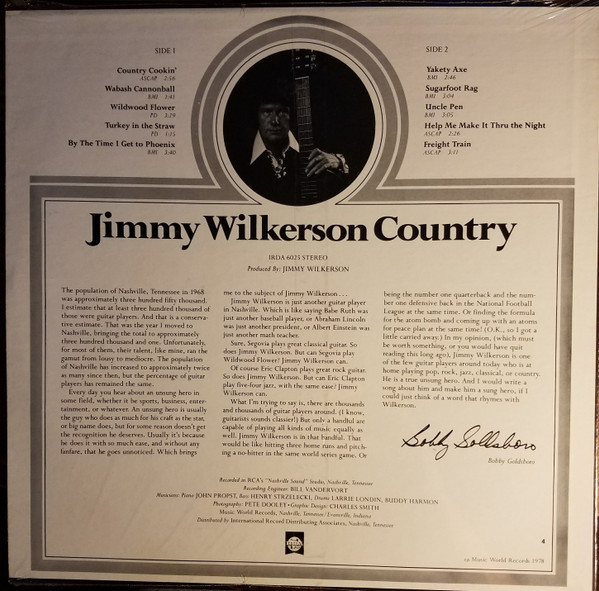 SIDE 1
Country Cookin'
ASCAP 2:56
Wabash Cannonball
BMI 1:41
Wildwood Flower
PD 3:29
Turkey in the Straw
PD 1:15
By The Time I Get to Phoenix
BMI 3:40
SIDE 2
Yakety Axe
BMI 2:46
Sugarfoot Rag
BMI 3:04
Uncle Pen
BMI 3:05
Help Me Make It Thru the Night
ASCAP 2:26
Freight Train
ASCAP 3:11
Jimmy Wilkerson Country
IRDA 6025 STEREO
Produced By: JIMMY WILKERSON
The population of Nashville, Tennessee in 1968
was approximately three hundred fifty thousand.
I estimate that at least three hundred thousand of
those were guitar players. And that is a conserva-
tive estimate. That was the year I moved to
Nashville, bringing the total to approximately
three hundred thousand and one. Unfortunately,
for most of them, their talent, like mine, ran the
gamut from lousy to mediocre. The population
of Nashville has increased to approximately twice
as many since then, but the percentage of guitar
players has remained the same.
Every day you hear about an unsung hero in
some field, whether it be sports, business, enter-
tainment, or whatever. An unsung hero is usually
the guy who does as much for his craft as the star,
or big name does, but for some reason doesn't get
the recognition he deserves. Usually it's because
he does it with so much ease, and without any
fanfare, that he goes unnoticed. Which brings
me to the subject of Jimmy Wilkerson . . .
Jimmy Wilkerson is just another guitar player
in Nashville. Which is like saying Babe Ruth was
just another baseball player, or Abraham Lincoln
was just another president, or Albert Einstein was
just another math teacher.
Sure, Segovia plays great classical guitar. So
does Jimmy Wilkerson. But can Segovia play
Wildwood Flower? Jimmy Wilkerson can.
Of course Eric Clapton plays great rock guitar.
So does Jimmy Wilkerson. But can Eric Clapton
play five-four jazz, with the same ease? Jimmy
Wilkerson can.
What I'm trying to say is, there are thousands
and thousands of guitar players around. (I know,
guitarists sounds classier!) But only a handful are
capable of playing all kinds of music equally as
well. Jimmy Wilkerson is in that handful. That
would be like hitting three home runs and pitch-
ing a no-hitter in the same world series game. Or
being the number one quarterback and the num-
ber one defensive back in the National Football
League at the same time. Or finding the formula
for the atom bomb and coming up with an atoms
for peace plan at the same time! (O.K., so I got a
little carried away.) In my opinion, (which must
be worth something, or you would have quit
reading this long ago), Jimmy Wilkerson is one
of the few guitar players around today who is at
home playing pop, rock, jazz, classical, or country.
He is a true unsung hero. And I would write a
song about him and make him a sung hero, if I
could just think of a word that rhymes with
Wilkerson.
Bobby Goldsboro
Bobby Goldsboro
Recorded at RCA's "Nashville Sound" Studio, Nashville, Tennessee
Recording Engineer: BILL VANDERVORT
Musicians: Piano JOHN PROPST, Bass HENRY STRZELECKI, Drums LARRIE LONDIN, BUDDY HARMON
Photography: PETE DOOLEY • Graphic Design: CHARLES SMITH
Music World Records, Nashville, Tennessee/Evansville, Indiana
Distributed by International Record Distributing Associates, Nashville, Tennessee
4
Music World Records 1978